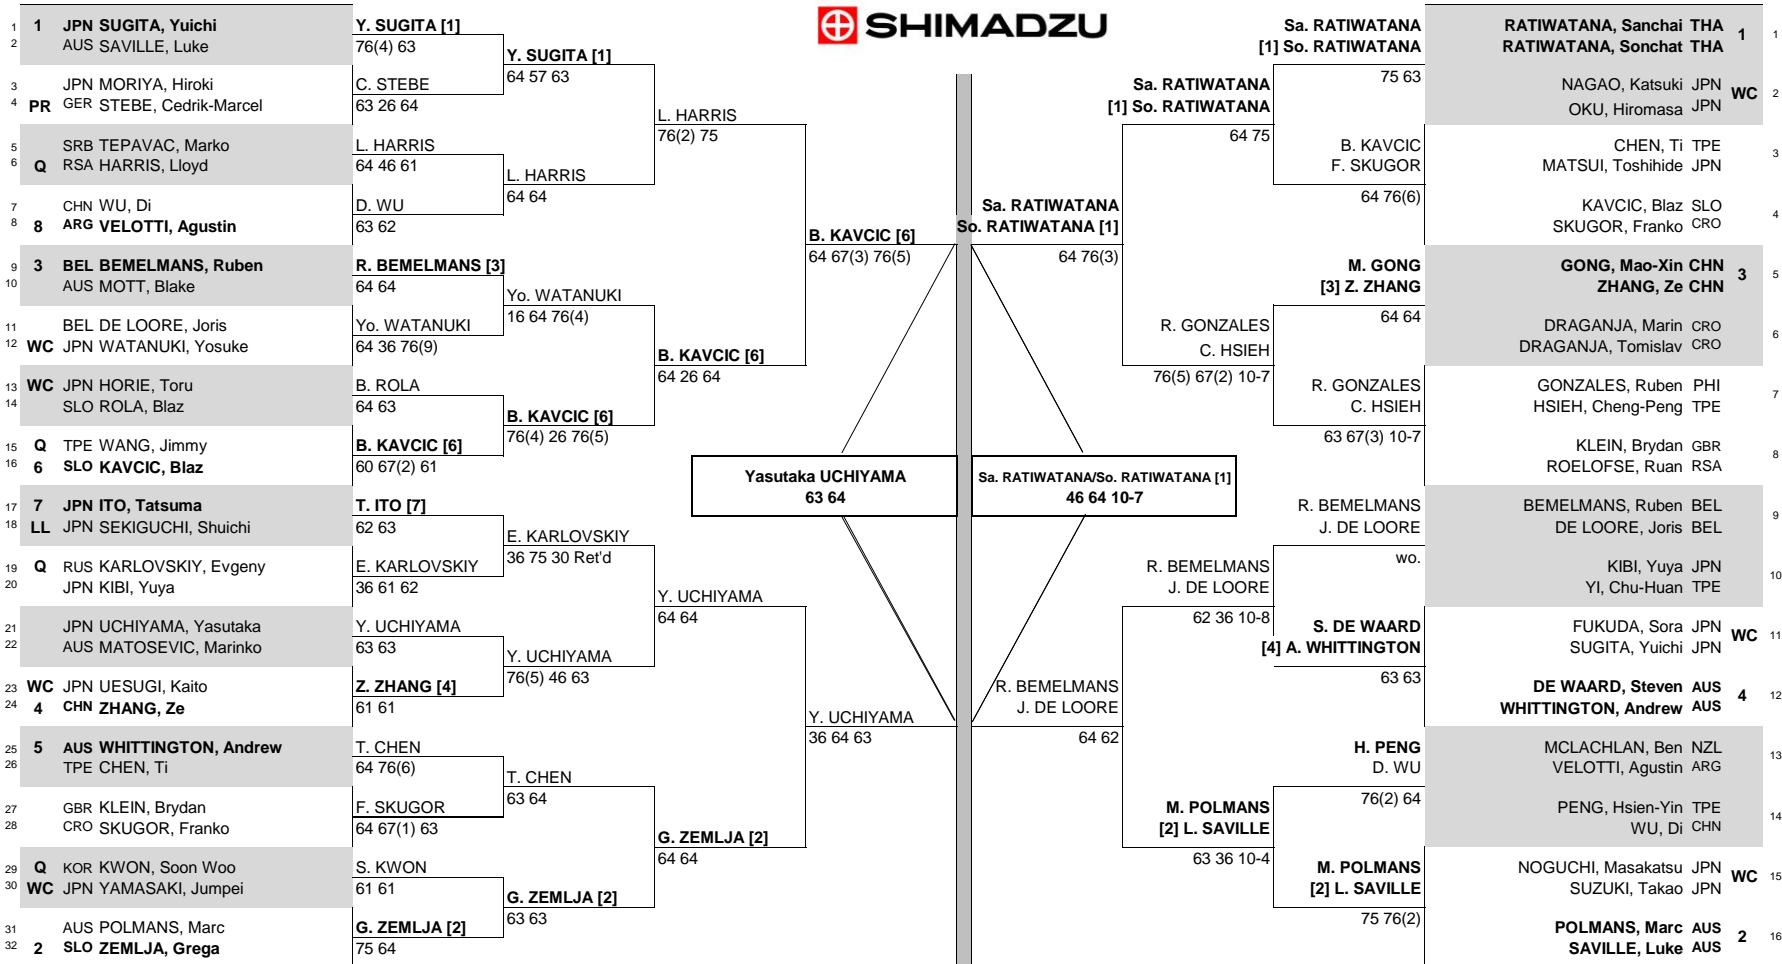 SHIMADZU
1 1 JPN SUGITA, Yuichi
2 AUS SAVILLE, Luke
3 JPN MORIYA, Hiroki
4 PR GER STEBE, Cedrik-Marcel
5 SRB TEPAVAC, Marko
6 Q RSA HARRIS, Lloyd
7 CHN WU, Di
8 8 ARG VELOTTI, Agustin
9 3 BEL BEMELMANS, Ruben
10 AUS MOTT, Blake
11 BEL DE LOORE, Joris
12 WC JPN WATANUKI, Yosuke
13 WC JPN HORIE, Toru
14 SLO ROLA, Blaz
15 Q TPE WANG, Jimmy
16 6 SLO KAVCIC, Blaz
17 7 JPN ITO, Tatsuma
18 LL JPN SEKIGUCHI, Shuichi
19 Q RUS KARLOVSKIY, Evgeny
20 JPN KIBI, Yuya
21 JPN UCHIYAMA, Yasutaka
22 AUS MATOSEVIC, Marinko
23 WC JPN UESUGI, Kaito
24 4 CHN ZHANG, Ze
25 5 AUS WHITTINGTON, Andrew
26 TPE CHEN, Ti
27 GBR KLEIN, Brydan
28 CRO SKUGOR, Franko
29 Q KOR KWON, Soon Woo
30 WC JPN YAMASAKI, Jumpei
31 AUS POLMANS, Marc
32 2 SLO ZEMLJA, Grega
Y. SUGITA [1]
76(4) 63
C. STEBE
63 26 64
L. HARRIS
64 46 61
D. WU
63 62
R. BEMELMANS [3]
64 64
Yo. WATANUKI
64 36 76(9)
B. ROLA
64 63
B. KAVCIC [6]
60 67(2) 61
T. ITO [7]
62 63
E. KARLOVSKIY
36 61 62
Y. UCHIYAMA
63 63
Z. ZHANG [4]
61 61
T. CHEN
64 76(6)
F. SKUGOR
64 67(1) 63
S. KWON
61 61
G. ZEMLJA [2]
75 64
Y. SUGITA [1]
64 57 63
L. HARRIS
64 64
Yo. WATANUKI
16 64 76(4)
B. KAVCIC [6]
76(4) 26 76(5)
E. KARLOVSKIY
36 75 30 Ret'd
Y. UCHIYAMA
76(5) 46 63
T. CHEN
63 64
G. ZEMLJA [2]
63 63
L. HARRIS
76(2) 75
B. KAVCIC [6]
64 26 64
Y. UCHIYAMA
64 64
G. ZEMLJA [2]
64 64
B. KAVCIC [6]
64 67(3) 76(5)
Y. UCHIYAMA
36 64 63
Yasutaka UCHIYAMA
63 64
Sa. RATIWATANA/So. RATIWATANA [1]
46 64 10-7
Sa. RATIWATANA
So. RATIWATANA [1]
64 76(3)
R. BEMELMANS
J. DE LOORE
64 62
Sa. RATIWATANA
[1] So. RATIWATANA
64 75
R. GONZALES
C. HSIEH
76(5) 67(2) 10-7
R. BEMELMANS
J. DE LOORE
62 36 10-8
M. POLMANS
[2] L. SAVILLE
63 36 10-4
Sa. RATIWATANA
[1] So. RATIWATANA
75 63
B. KAVCIC
F. SKUGOR
64 76(6)
M. GONG
[3] Z. ZHANG
64 64
R. GONZALES
C. HSIEH
63 67(3) 10-7
R. BEMELMANS
J. DE LOORE
wo.
S. DE WAARD
[4] A. WHITTINGTON
63 63
H. PENG
D. WU
76(2) 64
M. POLMANS
[2] L. SAVILLE
75 76(2)
RATIWATANA, Sanchai THA
RATIWATANA, Sonchat THA
1 1
NAGAO, Katsuki JPN
OKU, Hiromasa JPN
WC 2
CHEN, Ti TPE
MATSUI, Toshihide JPN
3
KAVCIC, Blaz SLO
SKUGOR, Franko CRO
4
GONG, Mao-Xin CHN
ZHANG, Ze CHN
3 5
DRAGANJA, Marin CRO
DRAGANJA, Tomislav CRO
6
GONZALES, Ruben PHI
HSIEH, Cheng-Peng TPE
7
KLEIN, Brydan GBR
ROELOFSE, Ruan RSA
8
BEMELMANS, Ruben BEL
DE LOORE, Joris BEL
9
KIBI, Yuya JPN
YI, Chu-Huan TPE
10
FUKUDA, Sora JPN
SUGITA, Yuichi JPN
WC 11
DE WAARD, Steven AUS
WHITTINGTON, Andrew AUS
4 12
MCLACHLAN, Ben NZL
VELOTTI, Agustin ARG
13
PENG, Hsien-Yin TPE
WU, Di CHN
14
NOGUCHI, Masakatsu JPN
SUZUKI, Takao JPN
WC 15
POLMANS, Marc AUS
SAVILLE, Luke AUS
2 16